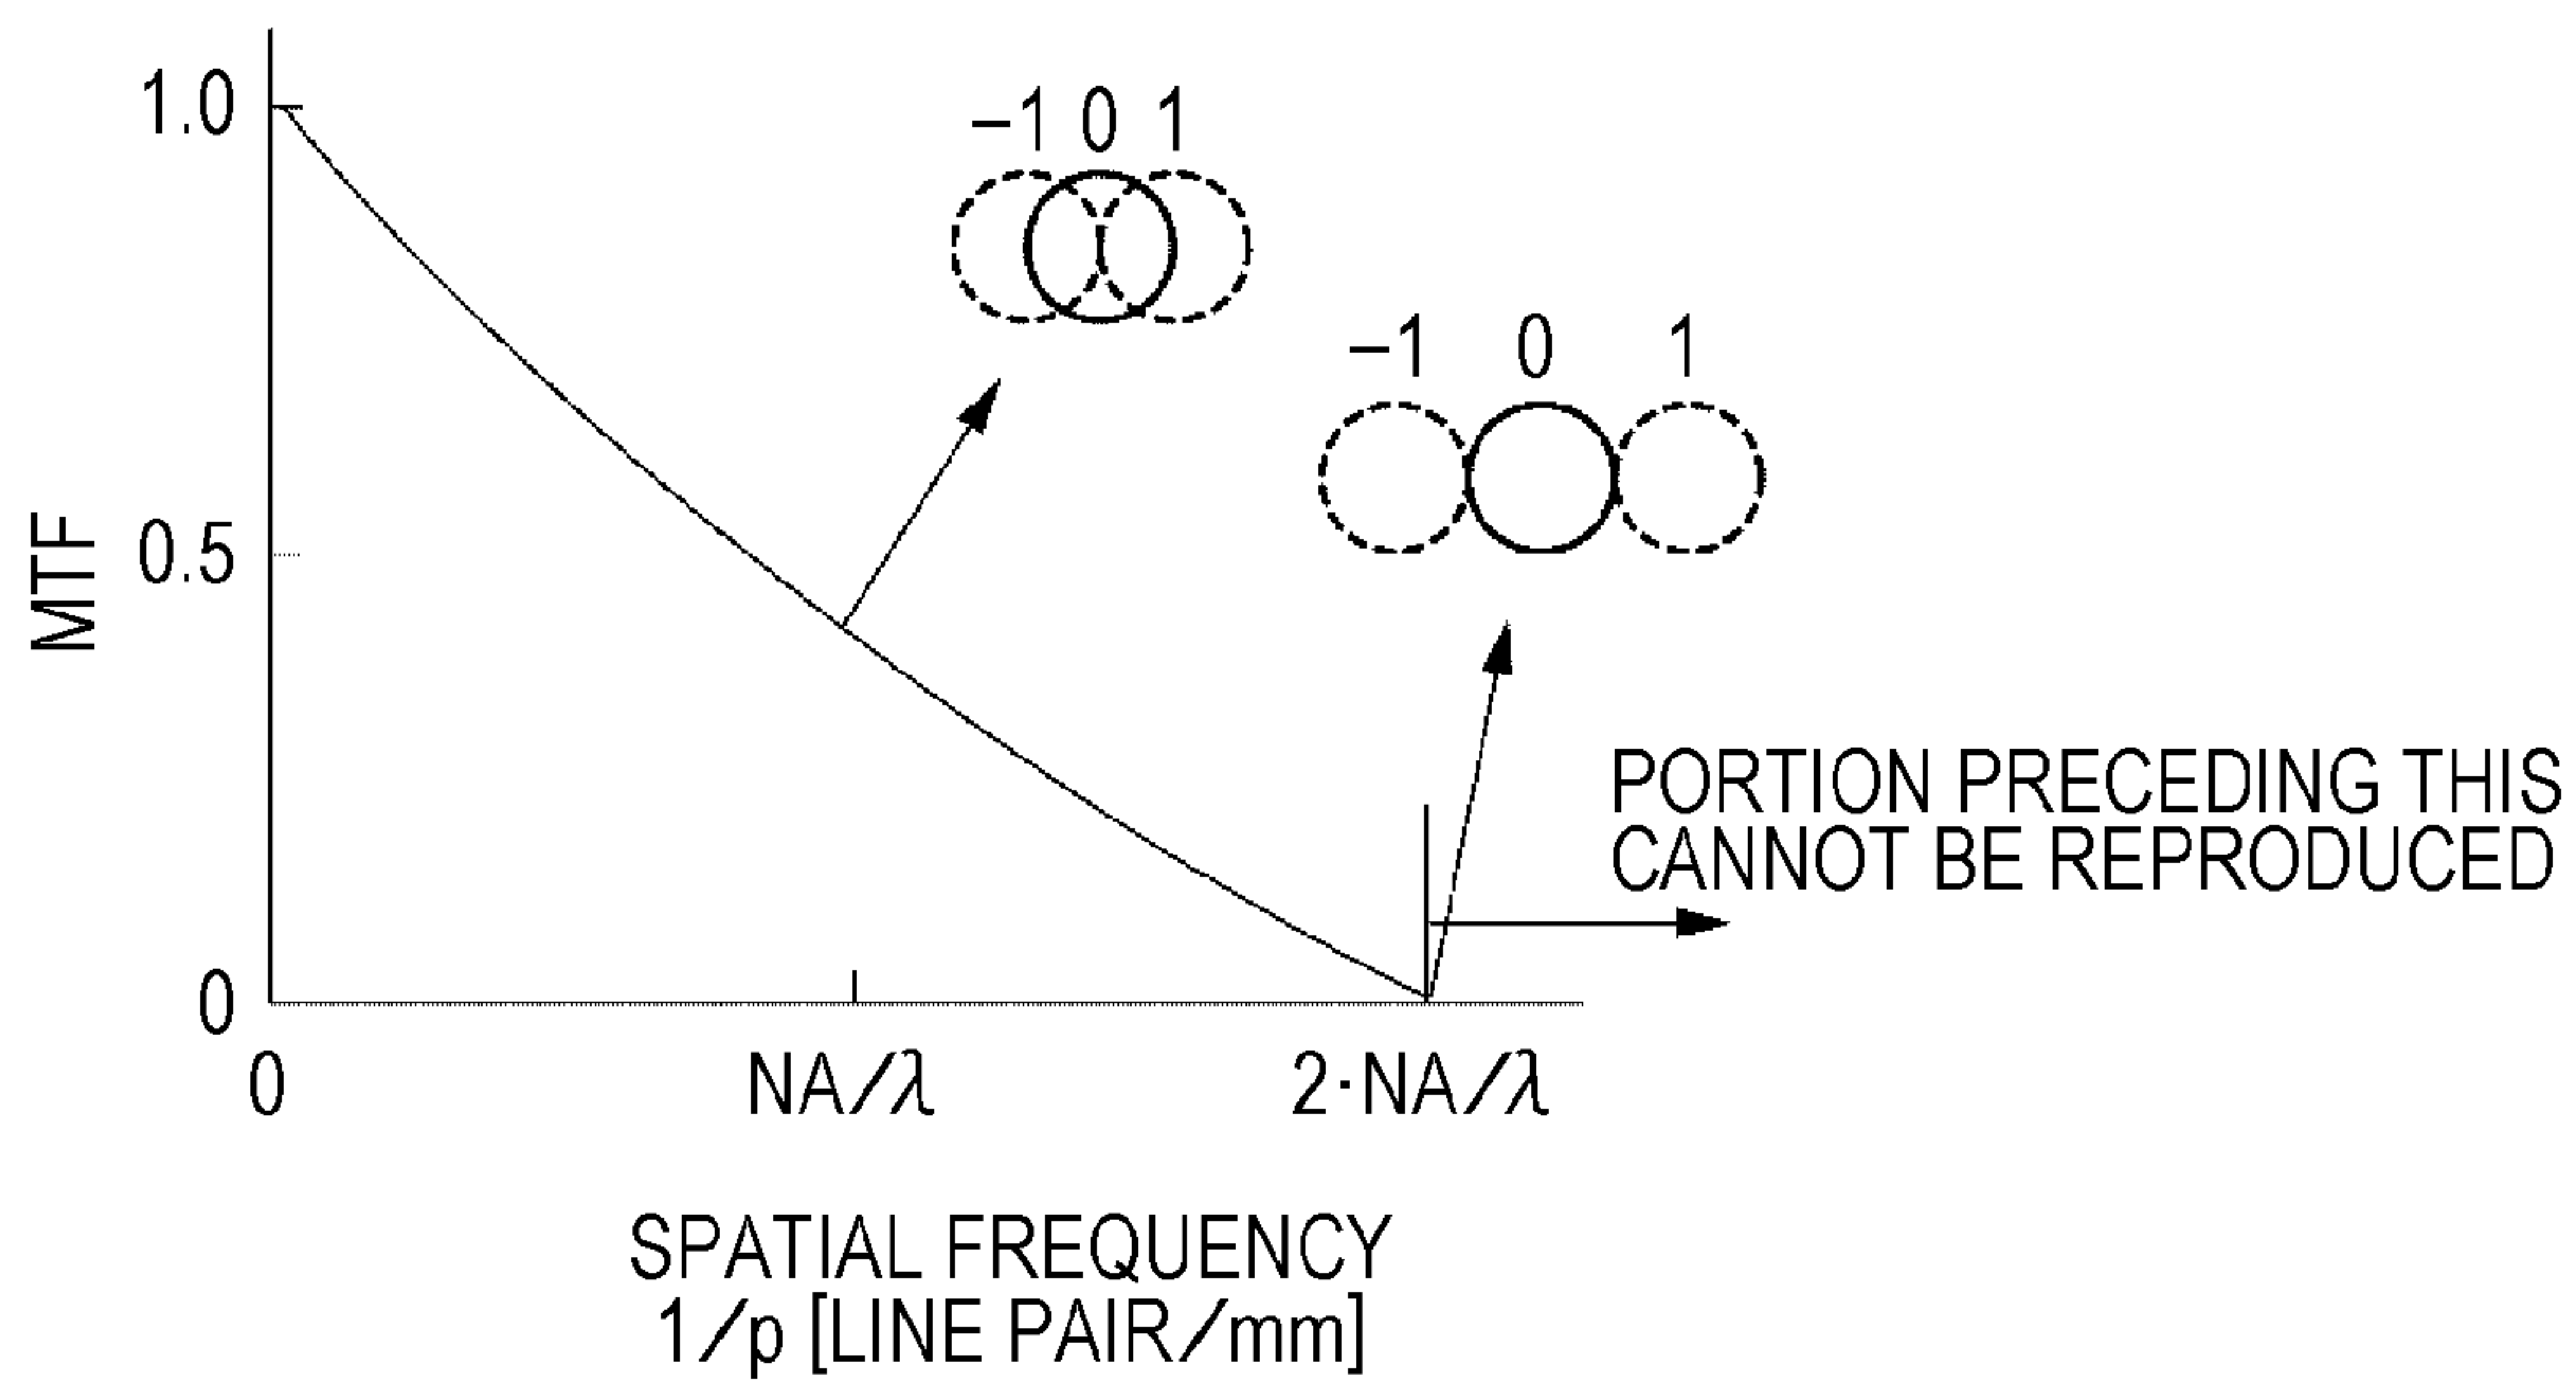 1.0
–1 0 1
–1 0 1
MTF
0.5
PORTION PRECEDING THIS
CANNOT BE REPRODUCED
0
0
NA/λ
2·NA/λ
SPATIAL FREQUENCY
1/p [LINE PAIR/mm]